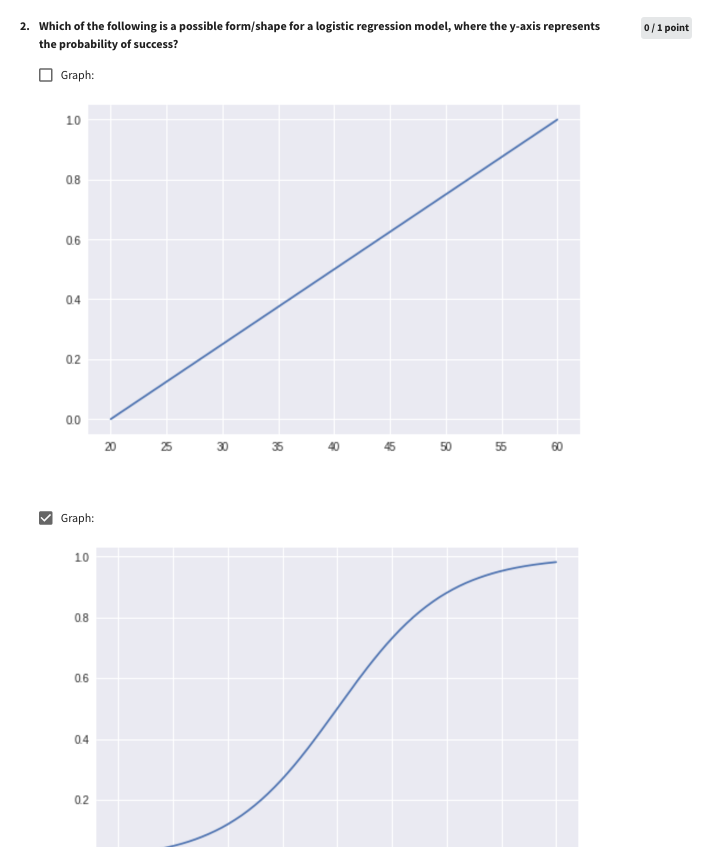 2. Which of the following is a possible form/shape for a logistic regression model, where the y-axis represents
the probability of success?
0 / 1 point
Graph:
1.0
0.8
0.6
0.4
0.2
0.0
20 25 30 35 40 45 50 55 60
Graph:
1.0
0.8
0.6
0.4
0.2